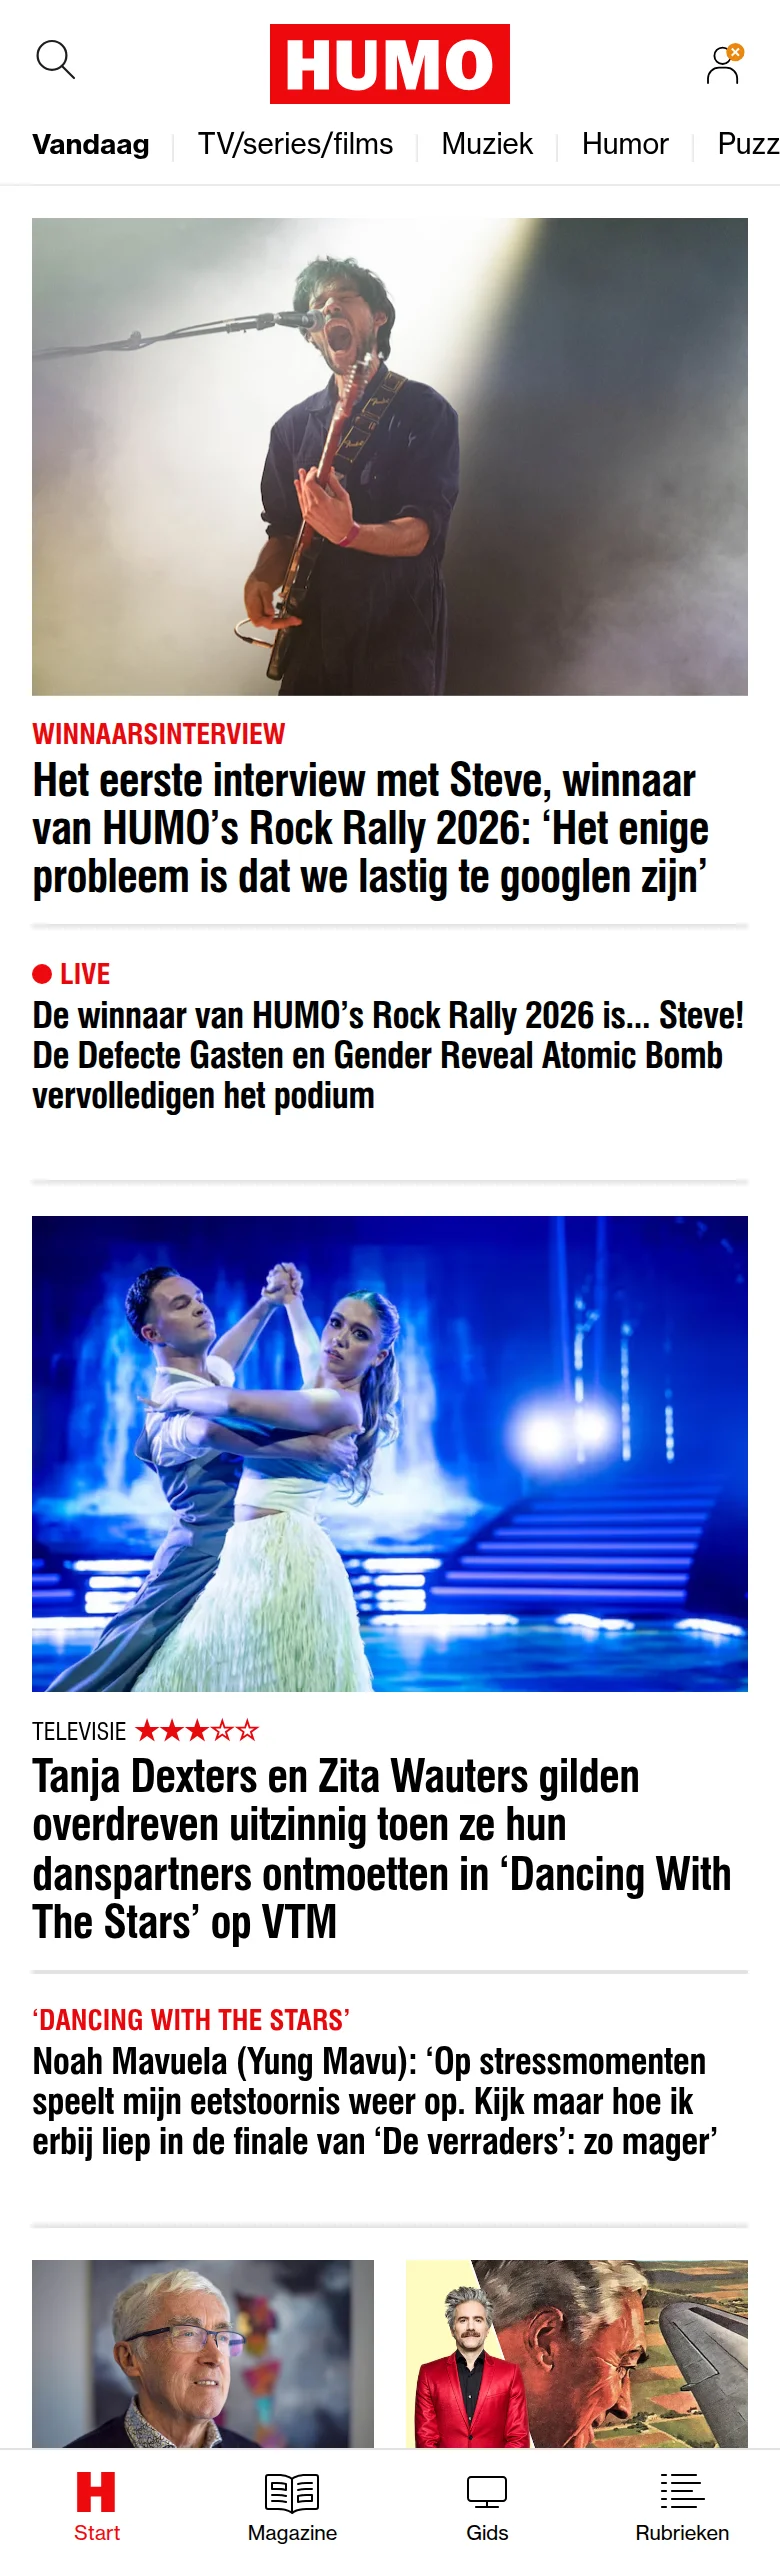 HUMO
Vandaag
TV/series/films
Muziek
Humor
Puzz
WINNAARSINTERVIEW
Het eerste interview met Steve, winnaar
van HUMO’s Rock Rally 2026: ‘Het enige
probleem is dat we lastig te googlen zijn’
LIVE
De winnaar van HUMO’s Rock Rally 2026 is... Steve!
De Defecte Gasten en Gender Reveal Atomic Bomb
vervolledigen het podium
TELEVISIE ★★★☆☆
Tanja Dexters en Zita Wauters gilden
overdreven uitzinnig toen ze hun
danspartners ontmoetten in ‘Dancing With
The Stars’ op VTM
‘DANCING WITH THE STARS’
Noah Mavuela (Yung Mavu): ‘Op stressmomenten
speelt mijn eetstoornis weer op. Kijk maar hoe ik
erbij liep in de finale van ‘De verraders’: zo mager’
H
Start
Magazine
Gids
Rubrieken